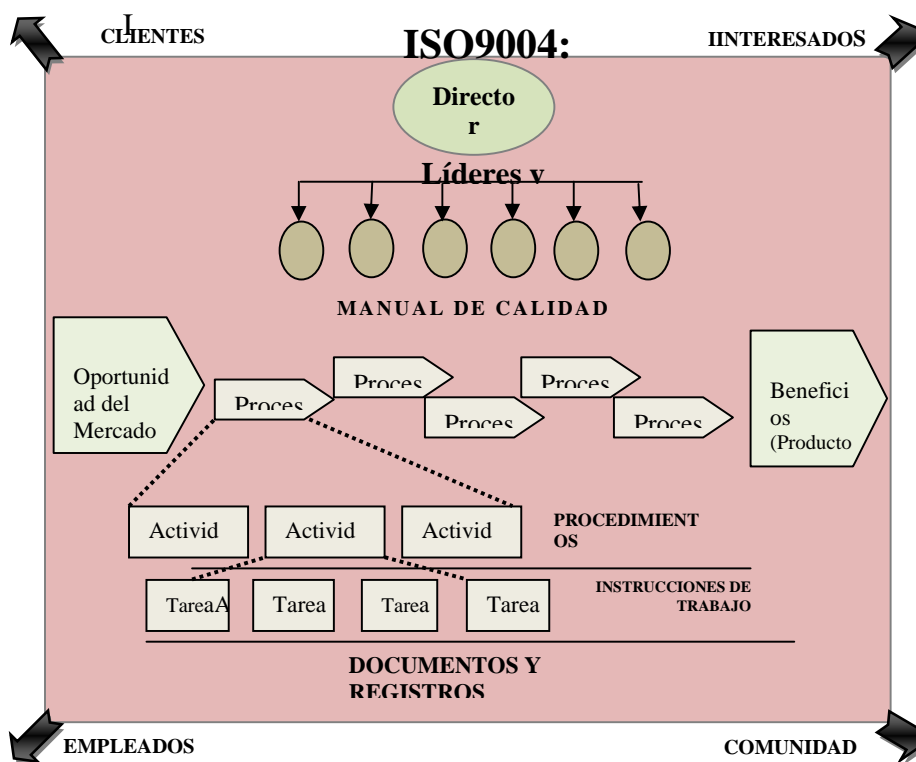 I
CLIENTES
ISO9004:
IINTERESADOS
Directo
r
Líderes y
MANUAL DE CALIDAD
Oportunid
ad del
Mercado
Proces
Proces
Proces
Proces
Proces
Benefici
os
(Producto
Activid
Activid
Activid
PROCEDIMIENT
OS
TareaA
Tarea
Tarea
Tarea
INSTRUCCIONES DE
TRABAJO
DOCUMENTOS Y
REGISTROS
EMPLEADOS
COMUNIDAD